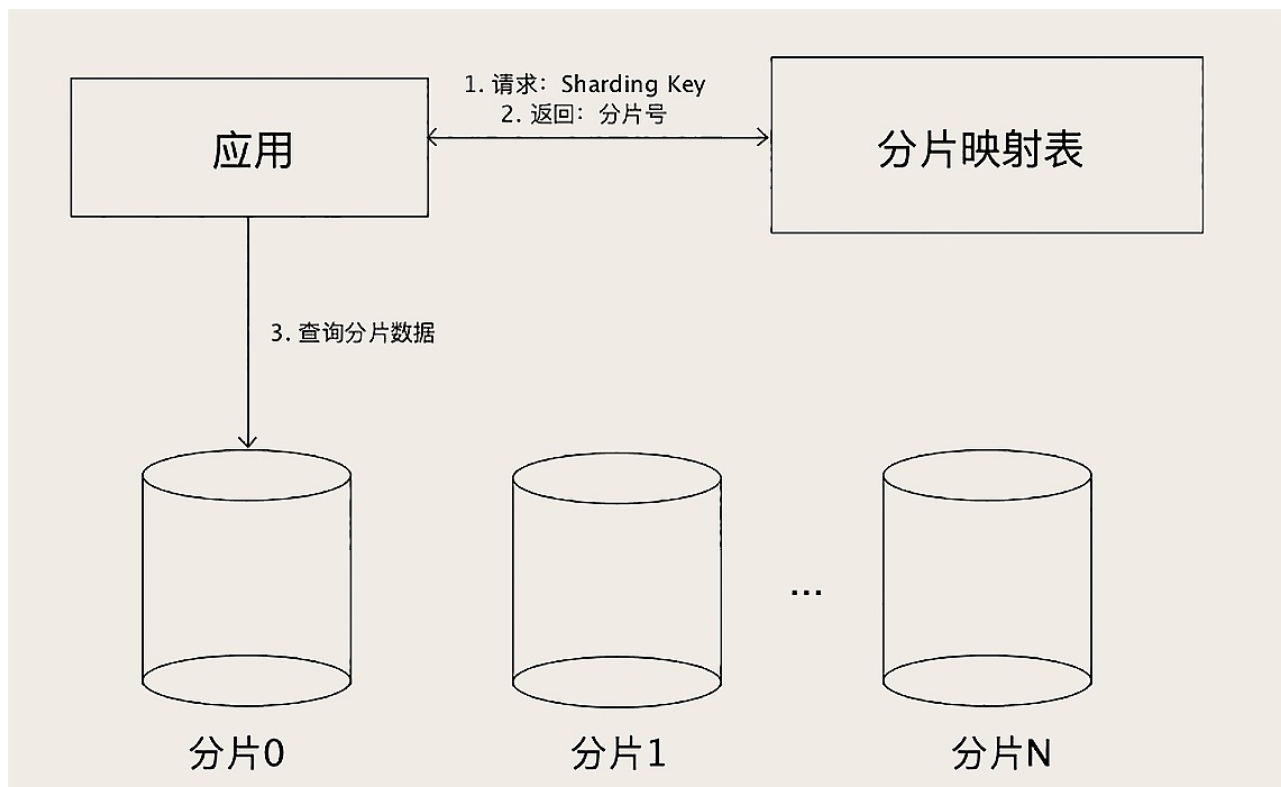 1. 请求：Sharding Key
2. 返回：分片号
应用
分片映射表
3. 查询分片数据
...
分片0
分片1
分片N